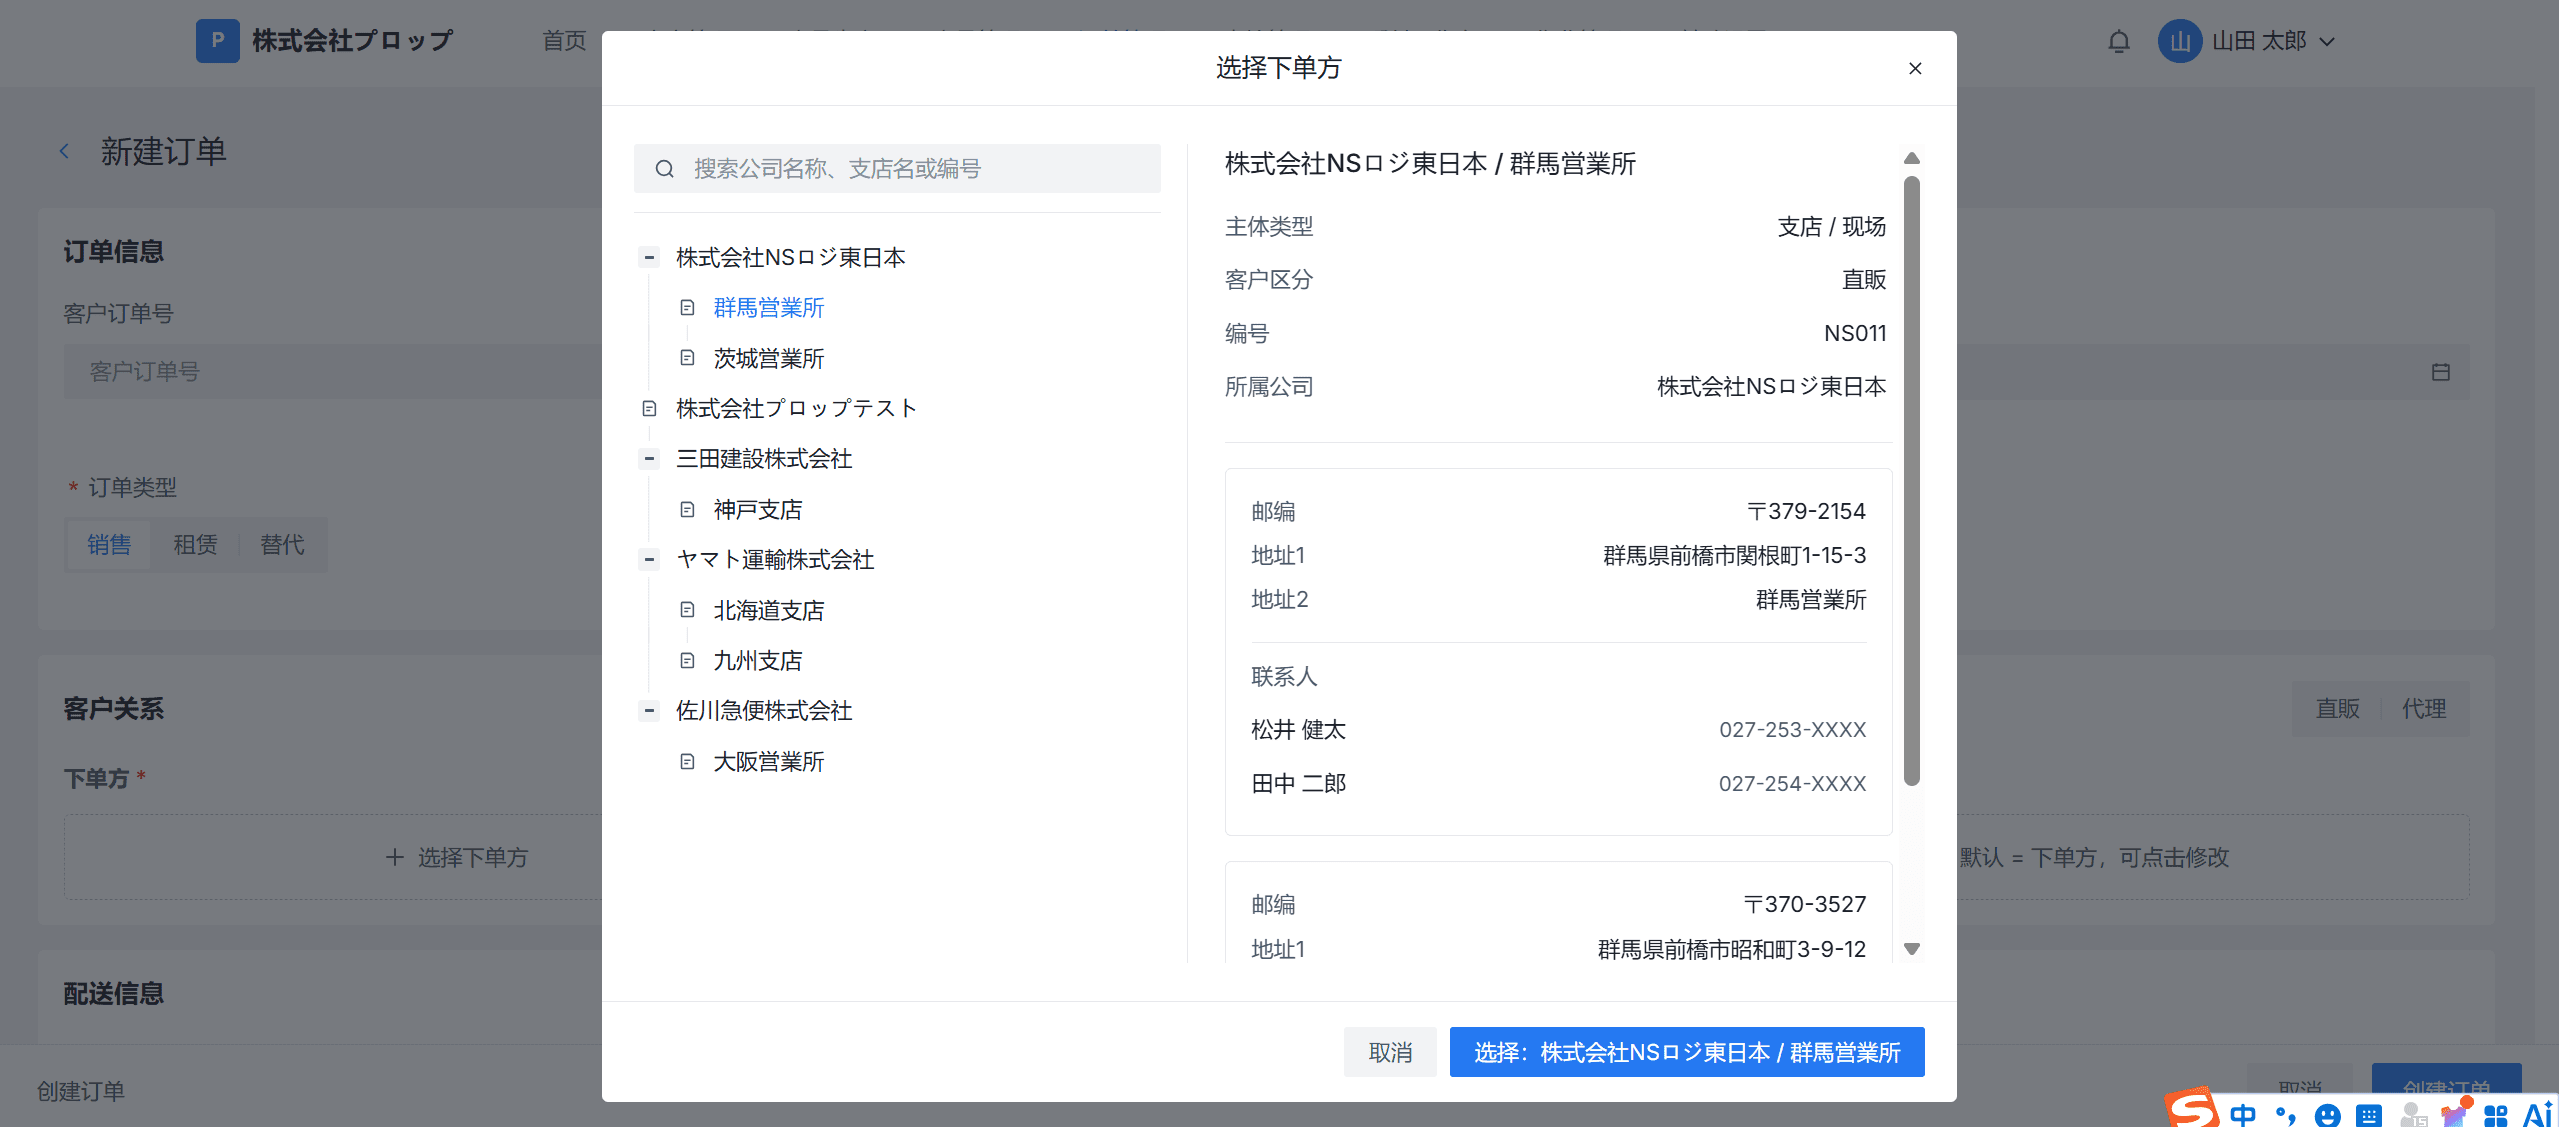 P 株式会社プロップ 首页 山 山田 太郎
新建订单
订单信息
客户订单号
客户订单号
* 订单类型
销售 租赁 替代
客户关系
直販 代理
下单方 *
+ 选择下单方
默认 = 下单方，可点击修改
配送信息
创建订单
取消 创建订单
选择下单方
搜索公司名称、支店名或编号
株式会社NSロジ東日本
群馬営業所
茨城営業所
株式会社プロップテスト
三田建設株式会社
神戸支店
ヤマト運輸株式会社
北海道支店
九州支店
佐川急便株式会社
大阪営業所
株式会社NSロジ東日本 / 群馬営業所
主体类型 支店 / 现场
客户区分 直販
编号 NS011
所属公司 株式会社NSロジ東日本
邮编 〒379-2154
地址1 群馬県前橋市関根町1-15-3
地址2 群馬営業所
联系人
松井 健太 027-253-XXXX
田中 二郎 027-254-XXXX
邮编 〒370-3527
地址1 群馬県前橋市昭和町3-9-12
取消 选择：株式会社NSロジ東日本 / 群馬営業所
中